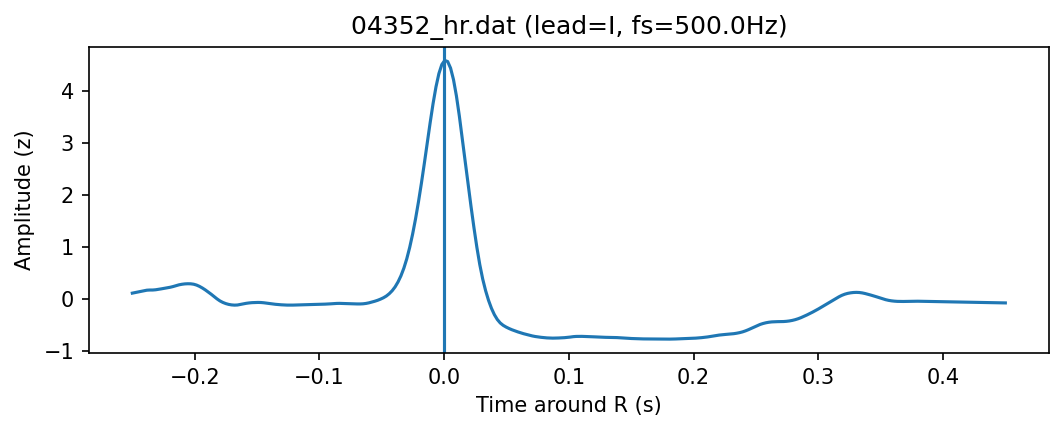 04352_hr.dat (lead=I, fs=500.0Hz)
Amplitude (z)
4
3
2
1
0
−1
−0.2 −0.1 0.0 0.1 0.2 0.3 0.4
Time around R (s)